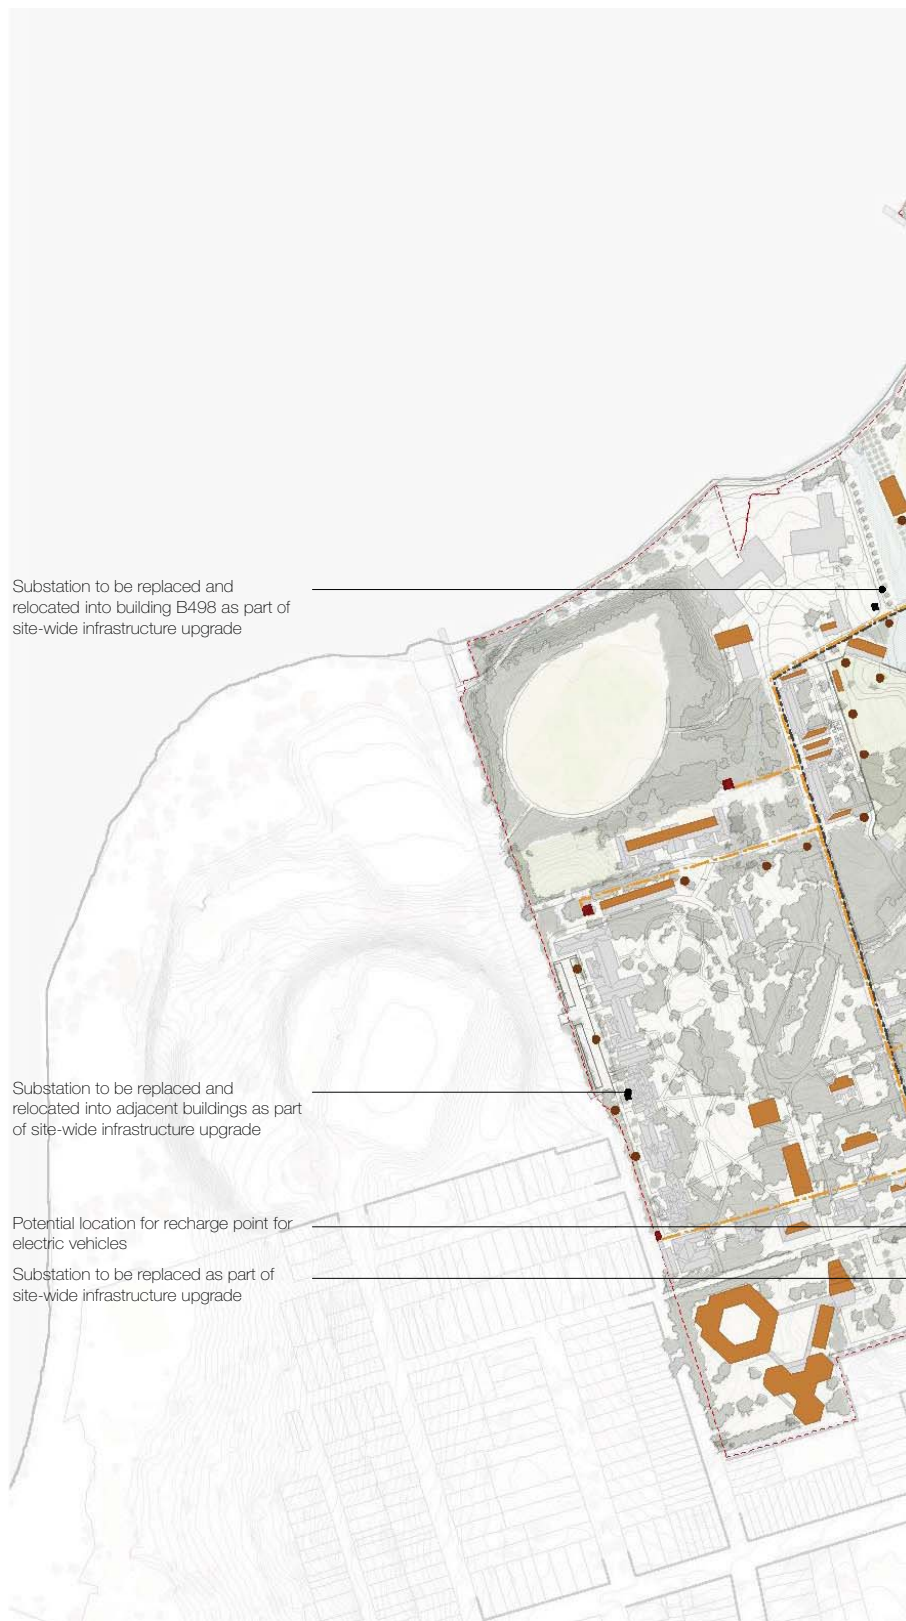 Substation to be replaced and
relocated into building B498 as part of
site-wide infrastructure upgrade
Substation to be replaced and
relocated into adjacent buildings as part
of site-wide infrastructure upgrade
Potential location for recharge point for
electric vehicles
Substation to be replaced as part of
site-wide infrastructure upgrade